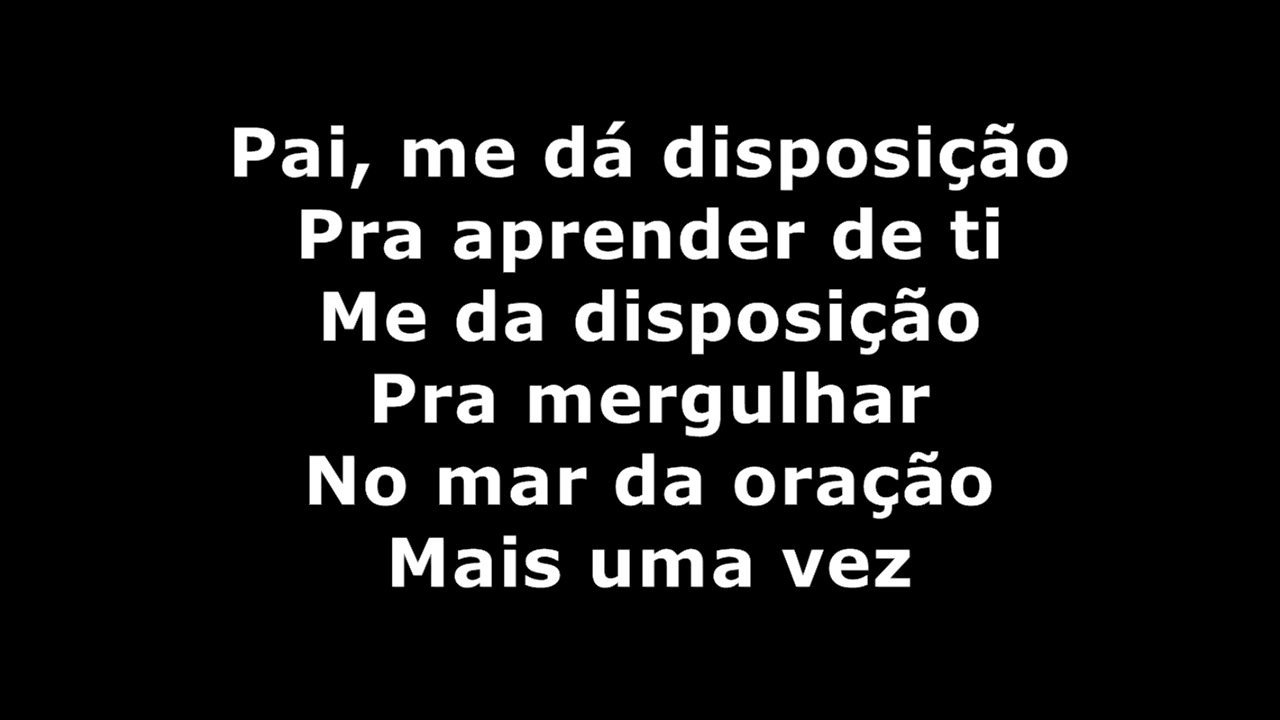 Pai, me dá disposição
Pra aprender de ti
Me da disposição
Pra mergulhar
No mar da oração
Mais uma vez